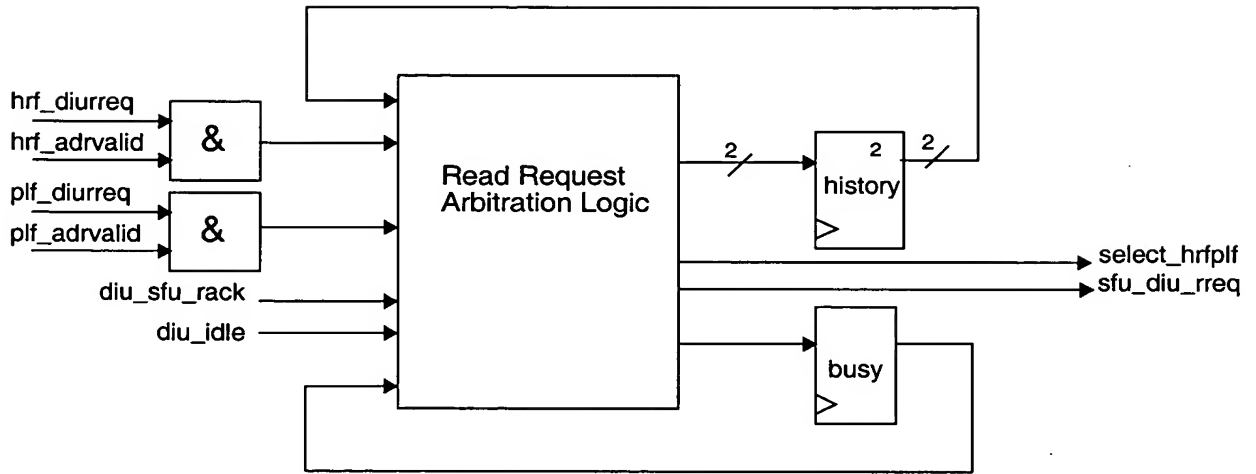 hrf_diurreq
hrf_adrvalid
&
plf_diurreq
plf_adrvalid
&
diu_sfu_rack
diu_idle
Read Request
Arbitration Logic
2
2
2
history
select_hrfplf
sfu_diu_rreq
busy